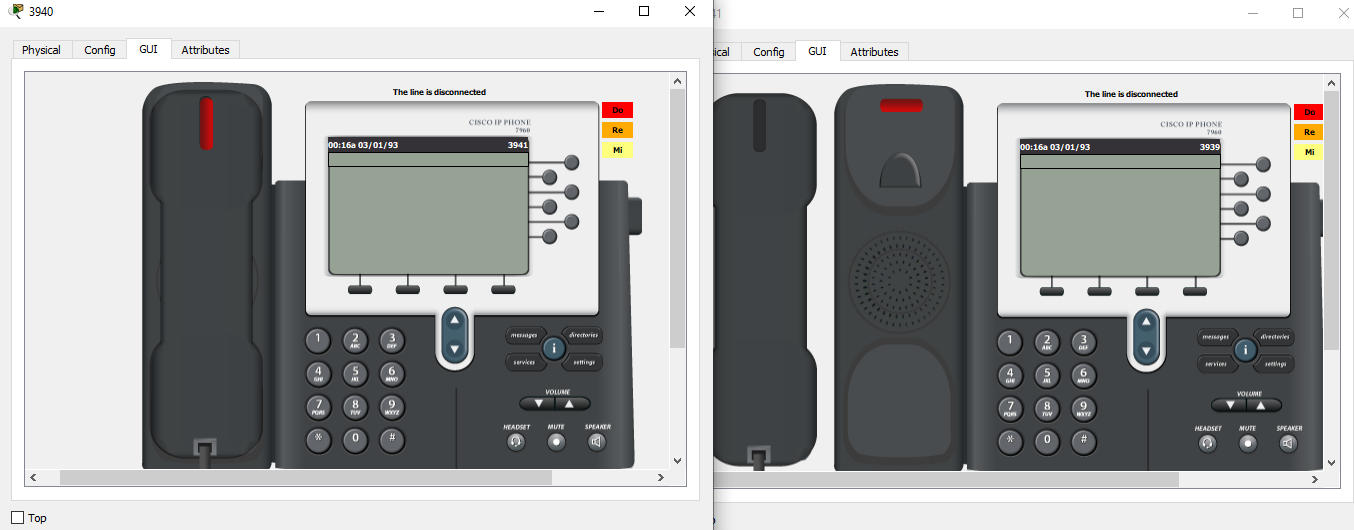 3940
41
Physical Config GUI Attributes
ical Config GUI Attributes
The line is disconnected
CISCO IP PHONE
7960
00:16a 03/01/93 3941
Do
Re
Mi
1 2 ABC 3 DEF
4 GHI 5 JKL 6 MNO
7 PQRS 8 TUV 9 WXYZ
* 0 #
messages directories
i
services settings
VOLUME
HEADSET MUTE SPEAKER
Top
The line is disconnected
CISCO IP PHONE
7960
00:16a 03/01/93 3939
Do
Re
Mi
1 2 ABC 3 DEF
4 GHI 5 JKL 6 MNO
7 PQRS 8 TUV 9 WXYZ
* 0 #
messages directories
i
services settings
VOLUME
HEADSET MUTE SPEAKER